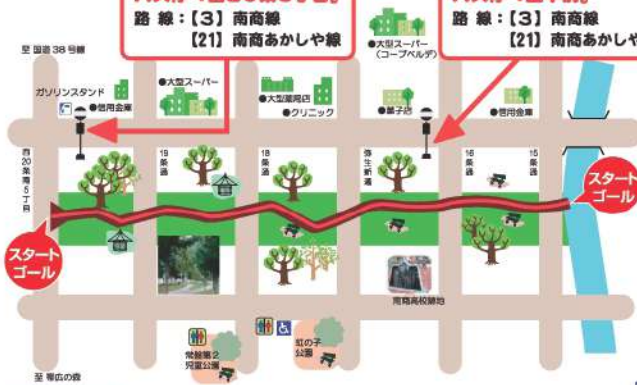 路 線：【3】南商線
【21】南商あかしや線
路 線：【3】南商線
【21】南商あかしや
至 国道38号線
●大型スーパー
（コープベルデ）
ガソリンスタンド
●信用金庫
●大型スーパー
●大型薬局店
●クリニック
●菓子店
●信用金庫
西20条南5丁目
19条通
18条通
弥生新道
16条通
15条通
スタート
ゴール
スタート
ゴール
南商高校跡地
常盤第2
児童公園
虹の子
公園
至 帯広の森